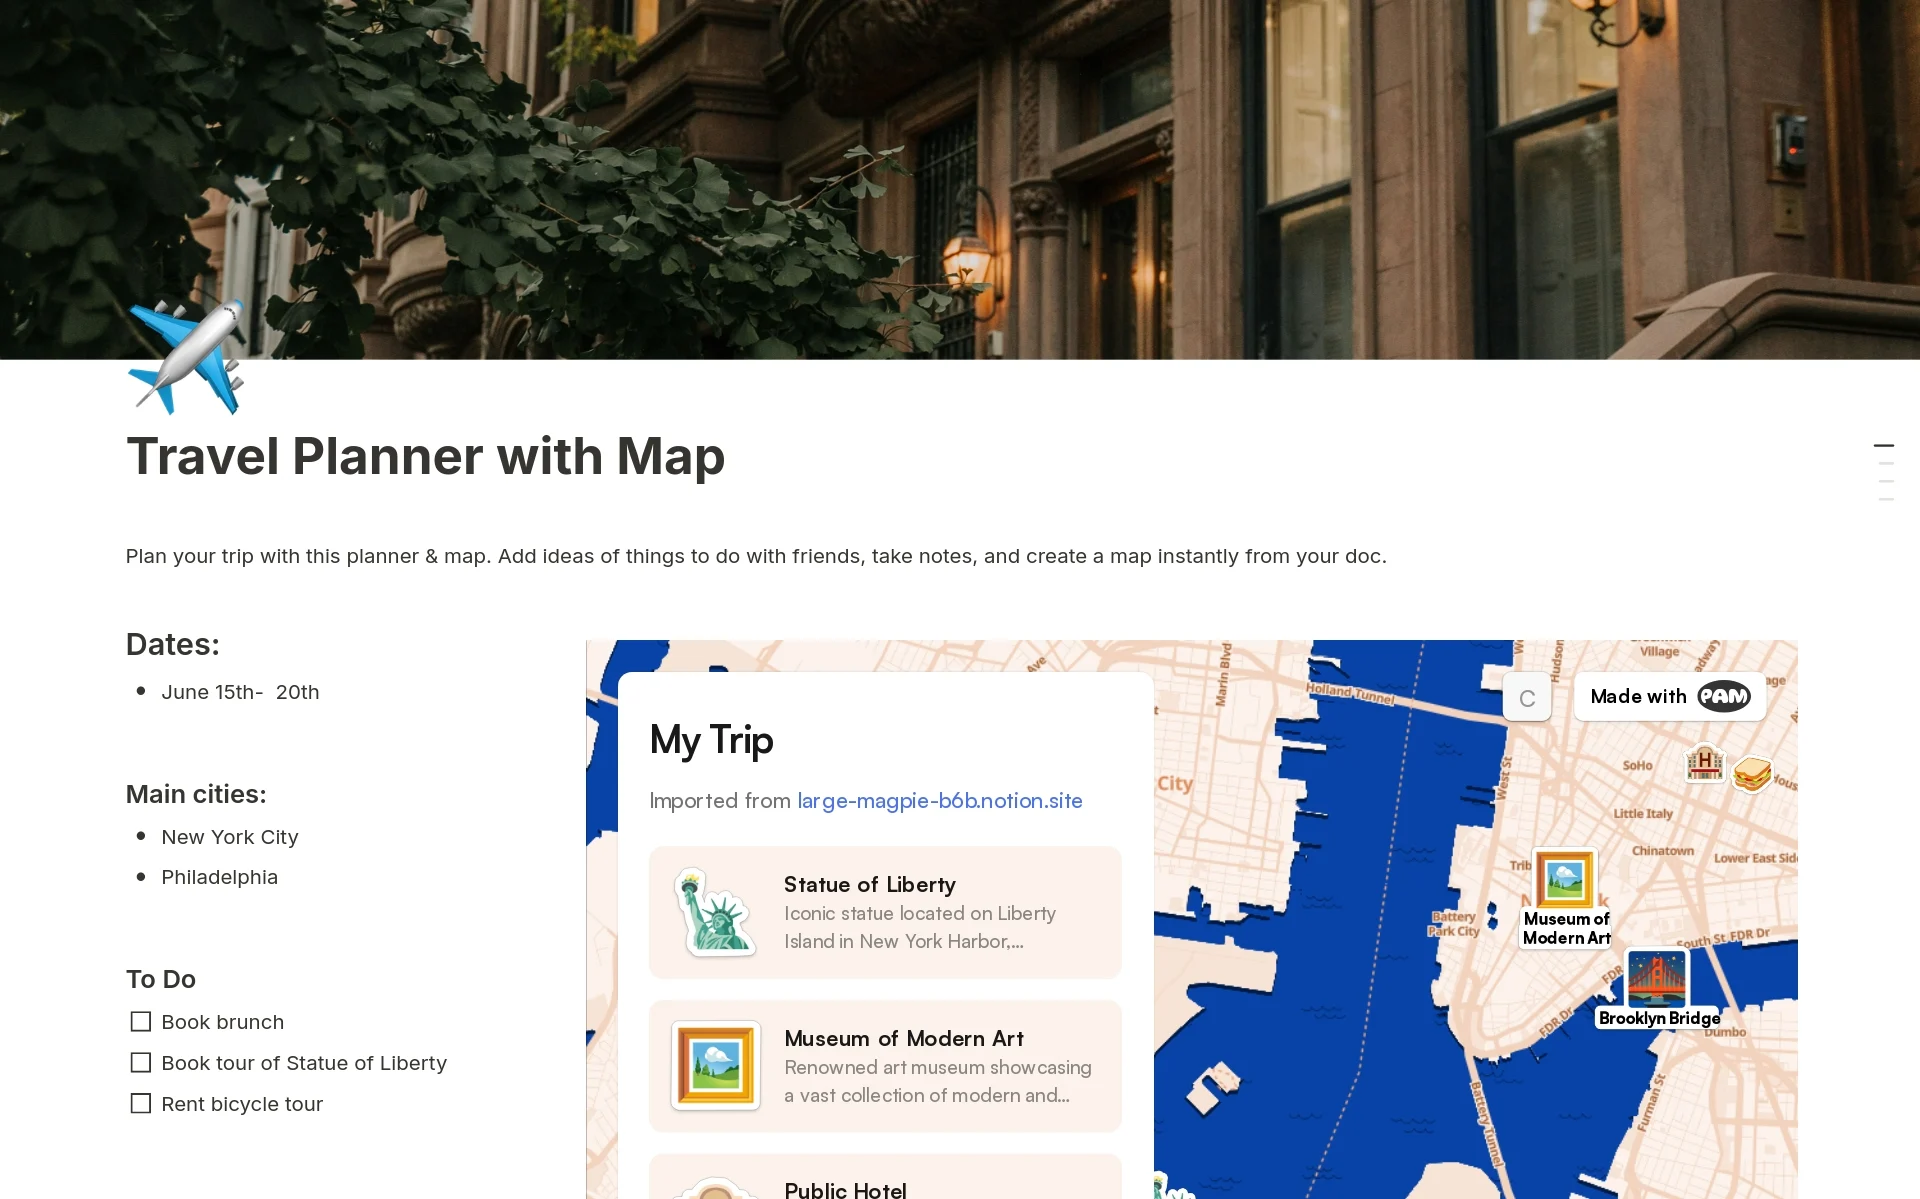 Travel Planner with Map
Plan your trip with this planner & map. Add ideas of things to do with friends, take notes, and create a map instantly from your doc.
Dates:
June 15th-  20th
Main cities:
New York City
Philadelphia
To Do
Book brunch
Book tour of Statue of Liberty
Rent bicycle tour
My Trip
Imported from large-magpie-b6b.notion.site
Statue of Liberty
Iconic statue located on Liberty
Island in New York Harbor,...
Museum of Modern Art
Renowned art museum showcasing
a vast collection of modern and...
Public Hotel
Ave
Marin Blvd
Holland Tunnel
City
Hudson
Village
C
Made with PAM
West St
SoHo
H
Little Italy
Chinatown
Lower East Side
Battery
Park City
Museum of
Modern Art
South St
FDR Dr
FDR
FDR Dr
Brooklyn Bridge
Dumbo
Furman St
Battery Tunnel